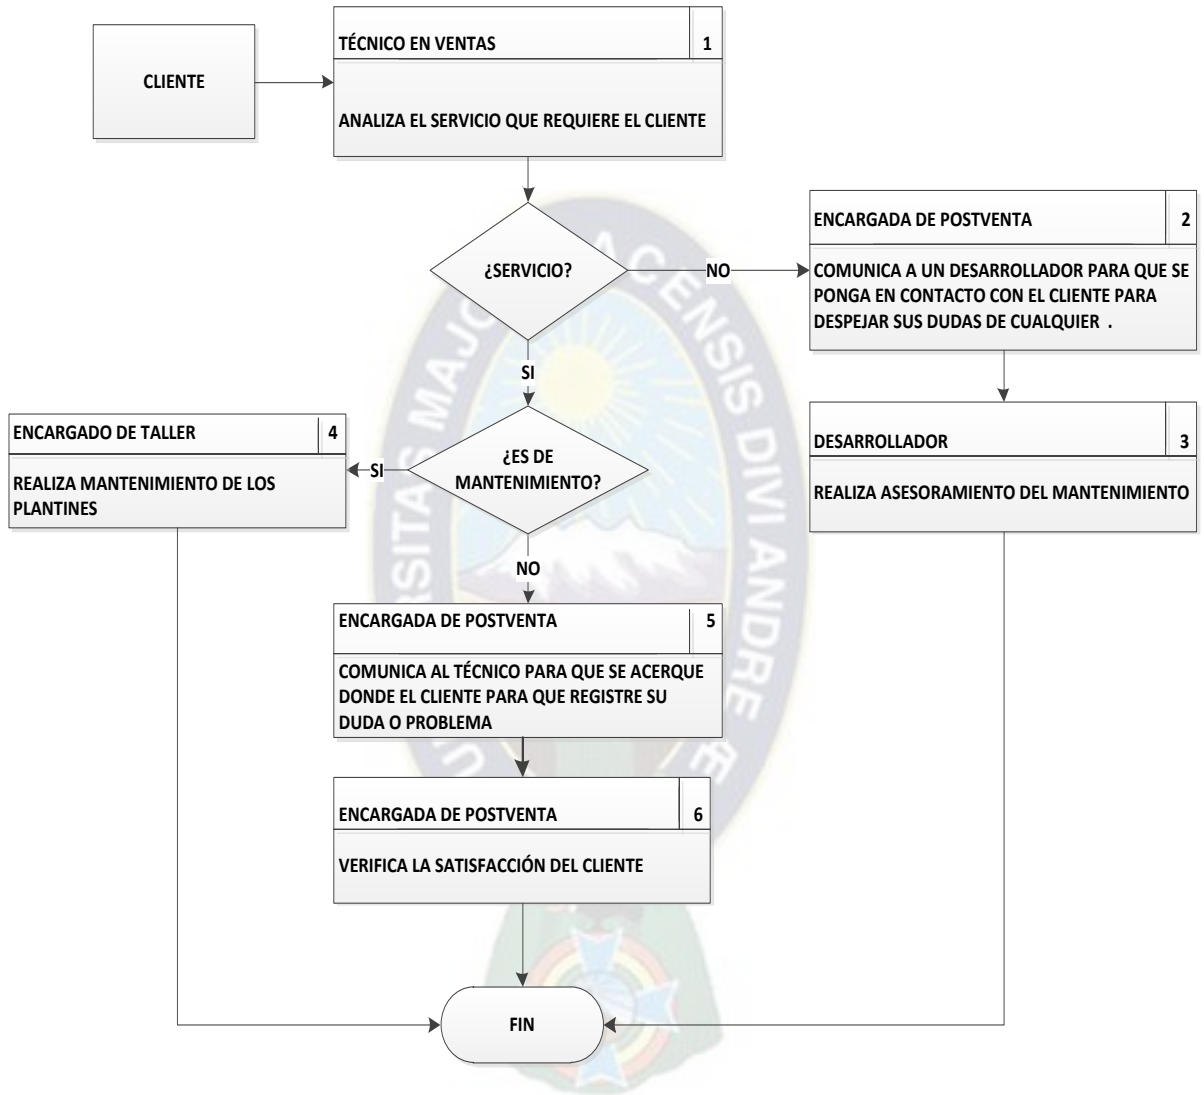 CLIENTE
TÉCNICO EN VENTAS 1
ANALIZA EL SERVICIO QUE REQUIERE EL CLIENTE
¿SERVICIO?
NO
ENCARGADA DE POSTVENTA 2
COMUNICA A UN DESARROLLADOR PARA QUE SE
PONGA EN CONTACTO CON EL CLIENTE PARA
DESPEJAR SUS DUDAS DE CUALQUIER .
SI
DESARROLLADOR 3
REALIZA ASESORAMIENTO DEL MANTENIMIENTO
¿ES DE
MANTENIMIENTO?
SI
ENCARGADO DE TALLER 4
REALIZA MANTENIMIENTO DE LOS
PLANTINES
NO
ENCARGADA DE POSTVENTA 5
COMUNICA AL TÉCNICO PARA QUE SE ACERQUE
DONDE EL CLIENTE PARA QUE REGISTRE SU
DUDA O PROBLEMA
ENCARGADA DE POSTVENTA 6
VERIFICA LA SATISFACCIÓN DEL CLIENTE
FIN
DIVI ANDRE Æ